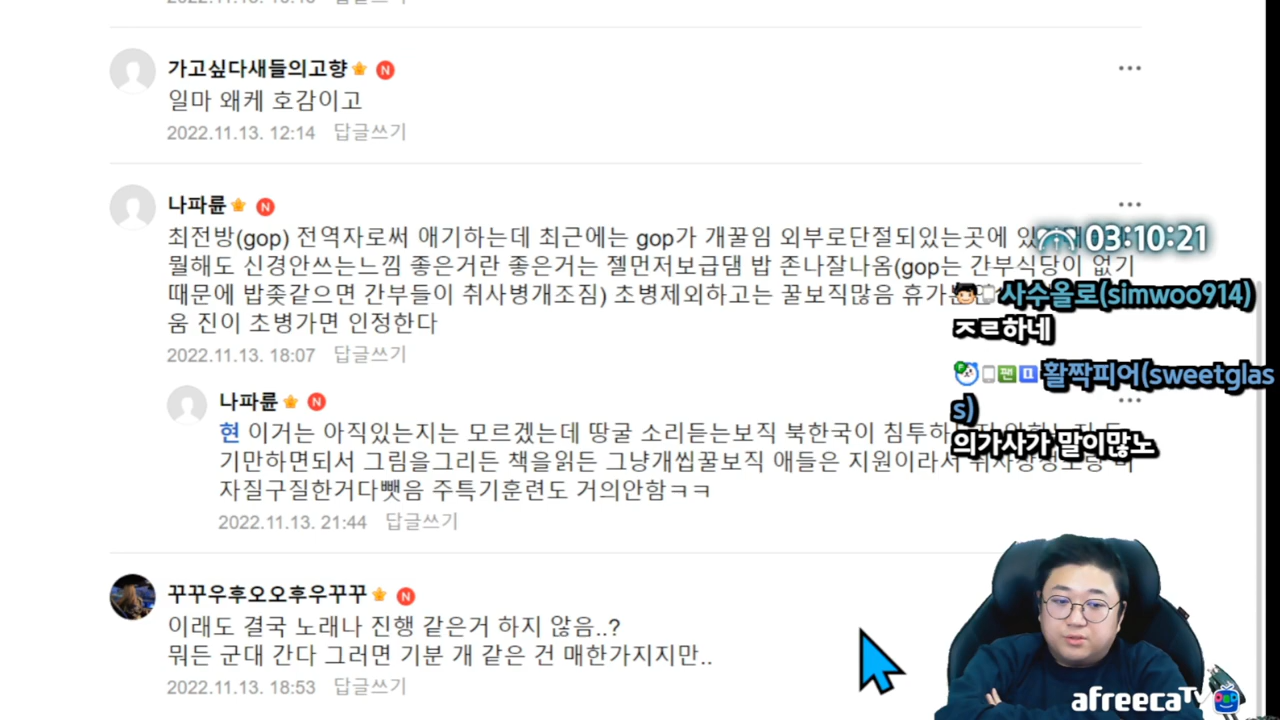 가고싶다새들의고향 N
일마 왜케 호감이고
2022.11.13. 12:14 답글쓰기
나파륜 N
최전방(gop) 전역자로써 얘기하는데 최근에는 gop가 개꿀임 외부로단절되있는곳에 있
뭘해도 신경안쓰는느낌 좋은거란 좋은거는 젤먼저보급댐 밥 존나잘나옴(gop는 간부식당이 없기
때문에 밥좆같으면 간부들이 취사병개조짐) 초병제외하고는 꿀보직많음 휴가
움 진이 초병가면 인정한다
2022.11.13. 18:07 답글쓰기
나파륜 N
현 이거는 아직있는지는 모르겠는데 땅굴 소리듣는보직 북한국이 침투하
기만하면되서 그림을그리든 책을읽든 그냥개씹꿀보직 애들은 지원이라서
자질구질한거다뺏음 주특기훈련도 거의안함ㅋㅋ
2022.11.13. 21:44 답글쓰기
꾸꾸우후오오후우꾸꾸 N
이래도 결국 노래나 진행 같은거 하지 않음..?
뭐든 군대 간다 그러면 기분 개 같은 건 매한가지지만..
2022.11.13. 18:53 답글쓰기
03:10:21
사수올로(simwoo914)
ㅈㄹ하네
팬 활짝피어(sweetglas
s)
의가사가 말이많노
afreecaTV